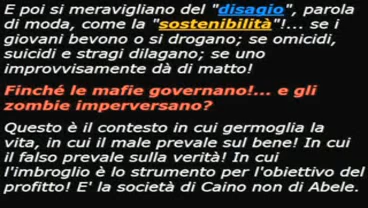 E poi si meravigliano del "disagio", parola
di moda, come la "sostenibilità"!... se i
giovani bevono o si drogano; se omicidi,
suicidi e stragi dilagano; se uno
improvvisamente dà di matto!
Finché le mafie governano!... e gli
zombie imperversano?
Questo è il contesto in cui germoglia la
vita, in cui il male prevale sul bene! In cui
il falso prevale sulla verità! In cui
l'imbroglio è lo strumento per l'obiettivo del
profitto! E' la società di Caino non di Abele.